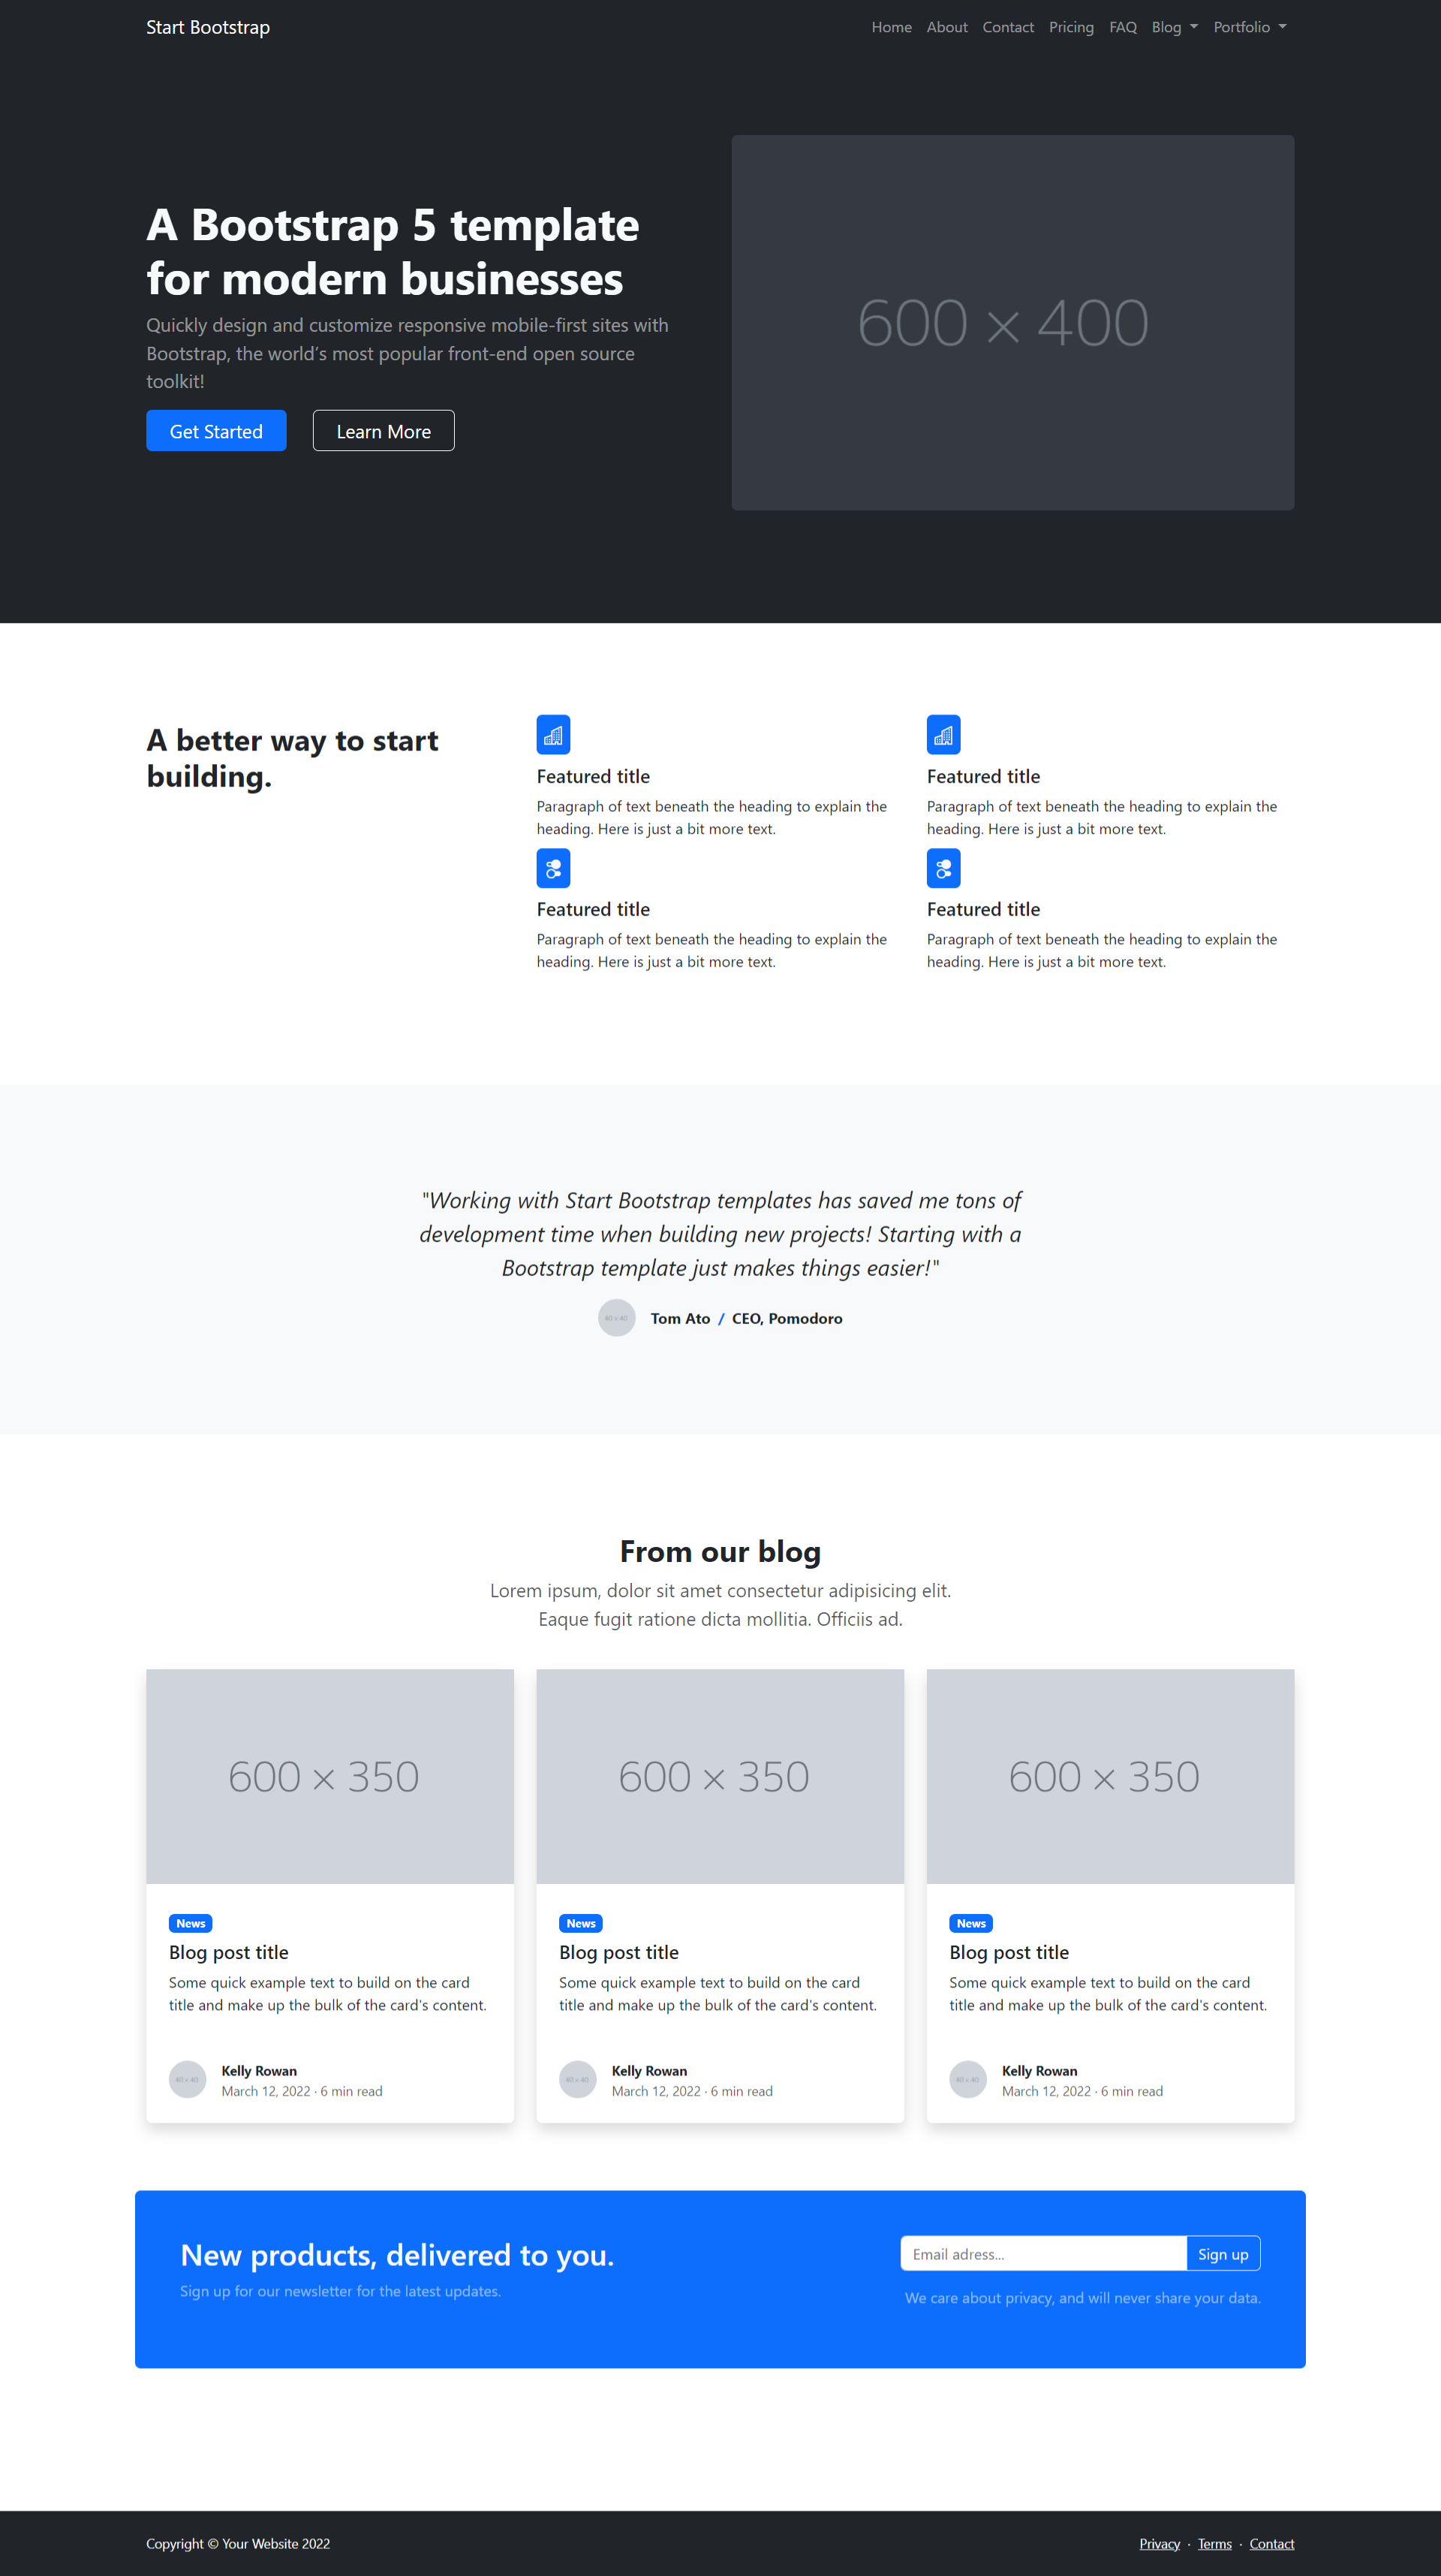 Start Bootstrap
Home About Contact Pricing FAQ Blog Portfolio
A Bootstrap 5 template
for modern businesses
Quickly design and customize responsive mobile-first sites with
Bootstrap, the world’s most popular front-end open source
toolkit!
Get Started Learn More
600 × 400
A better way to start
building.
Featured title
Paragraph of text beneath the heading to explain the
heading. Here is just a bit more text.
Featured title
Paragraph of text beneath the heading to explain the
heading. Here is just a bit more text.
Featured title
Paragraph of text beneath the heading to explain the
heading. Here is just a bit more text.
Featured title
Paragraph of text beneath the heading to explain the
heading. Here is just a bit more text.
"Working with Start Bootstrap templates has saved me tons of
development time when building new projects! Starting with a
Bootstrap template just makes things easier!"
40 × 40
Tom Ato / CEO, Pomodoro
From our blog
Lorem ipsum, dolor sit amet consectetur adipisicing elit.
Eaque fugit ratione dicta mollitia. Officiis ad.
600 × 350
News
Blog post title
Some quick example text to build on the card
title and make up the bulk of the card's content.
40 × 40
Kelly Rowan
March 12, 2022 · 6 min read
600 × 350
News
Blog post title
Some quick example text to build on the card
title and make up the bulk of the card's content.
40 × 40
Kelly Rowan
March 12, 2022 · 6 min read
600 × 350
News
Blog post title
Some quick example text to build on the card
title and make up the bulk of the card's content.
40 × 40
Kelly Rowan
March 12, 2022 · 6 min read
New products, delivered to you.
Sign up for our newsletter for the latest updates.
Email adress... Sign up
We care about privacy, and will never share your data.
Copyright © Your Website 2022
Privacy · Terms · Contact